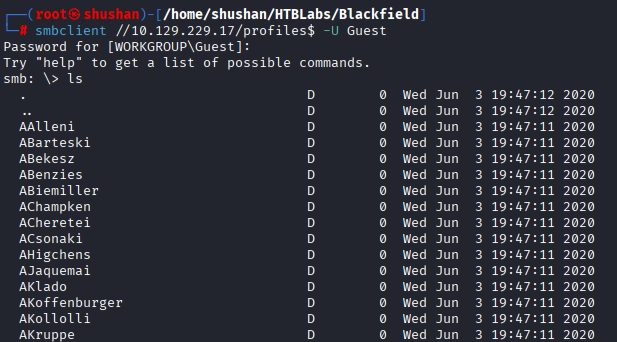 ┌──(root㉿shushan)-[/home/shushan/HTBLabs/Blackfield]
└─# smbclient //10.129.229.17/profiles$ -U Guest
Password for [WORKGROUP\Guest]:
Try "help" to get a list of possible commands.
smb: \> ls
  .                                   D        0  Wed Jun  3 19:47:12 2020
  ..                                  D        0  Wed Jun  3 19:47:12 2020
  AAlleni                             D        0  Wed Jun  3 19:47:11 2020
  ABarteski                           D        0  Wed Jun  3 19:47:11 2020
  ABekesz                             D        0  Wed Jun  3 19:47:11 2020
  ABenzies                            D        0  Wed Jun  3 19:47:11 2020
  ABiemiller                          D        0  Wed Jun  3 19:47:11 2020
  AChampken                           D        0  Wed Jun  3 19:47:11 2020
  ACheretei                           D        0  Wed Jun  3 19:47:11 2020
  ACsonaki                            D        0  Wed Jun  3 19:47:11 2020
  AHigchens                           D        0  Wed Jun  3 19:47:11 2020
  AJaquemai                           D        0  Wed Jun  3 19:47:11 2020
  AKlado                              D        0  Wed Jun  3 19:47:11 2020
  AKoffenburger                       D        0  Wed Jun  3 19:47:11 2020
  AKollolli                           D        0  Wed Jun  3 19:47:11 2020
  AKruppe                             D        0  Wed Jun  3 19:47:11 2020